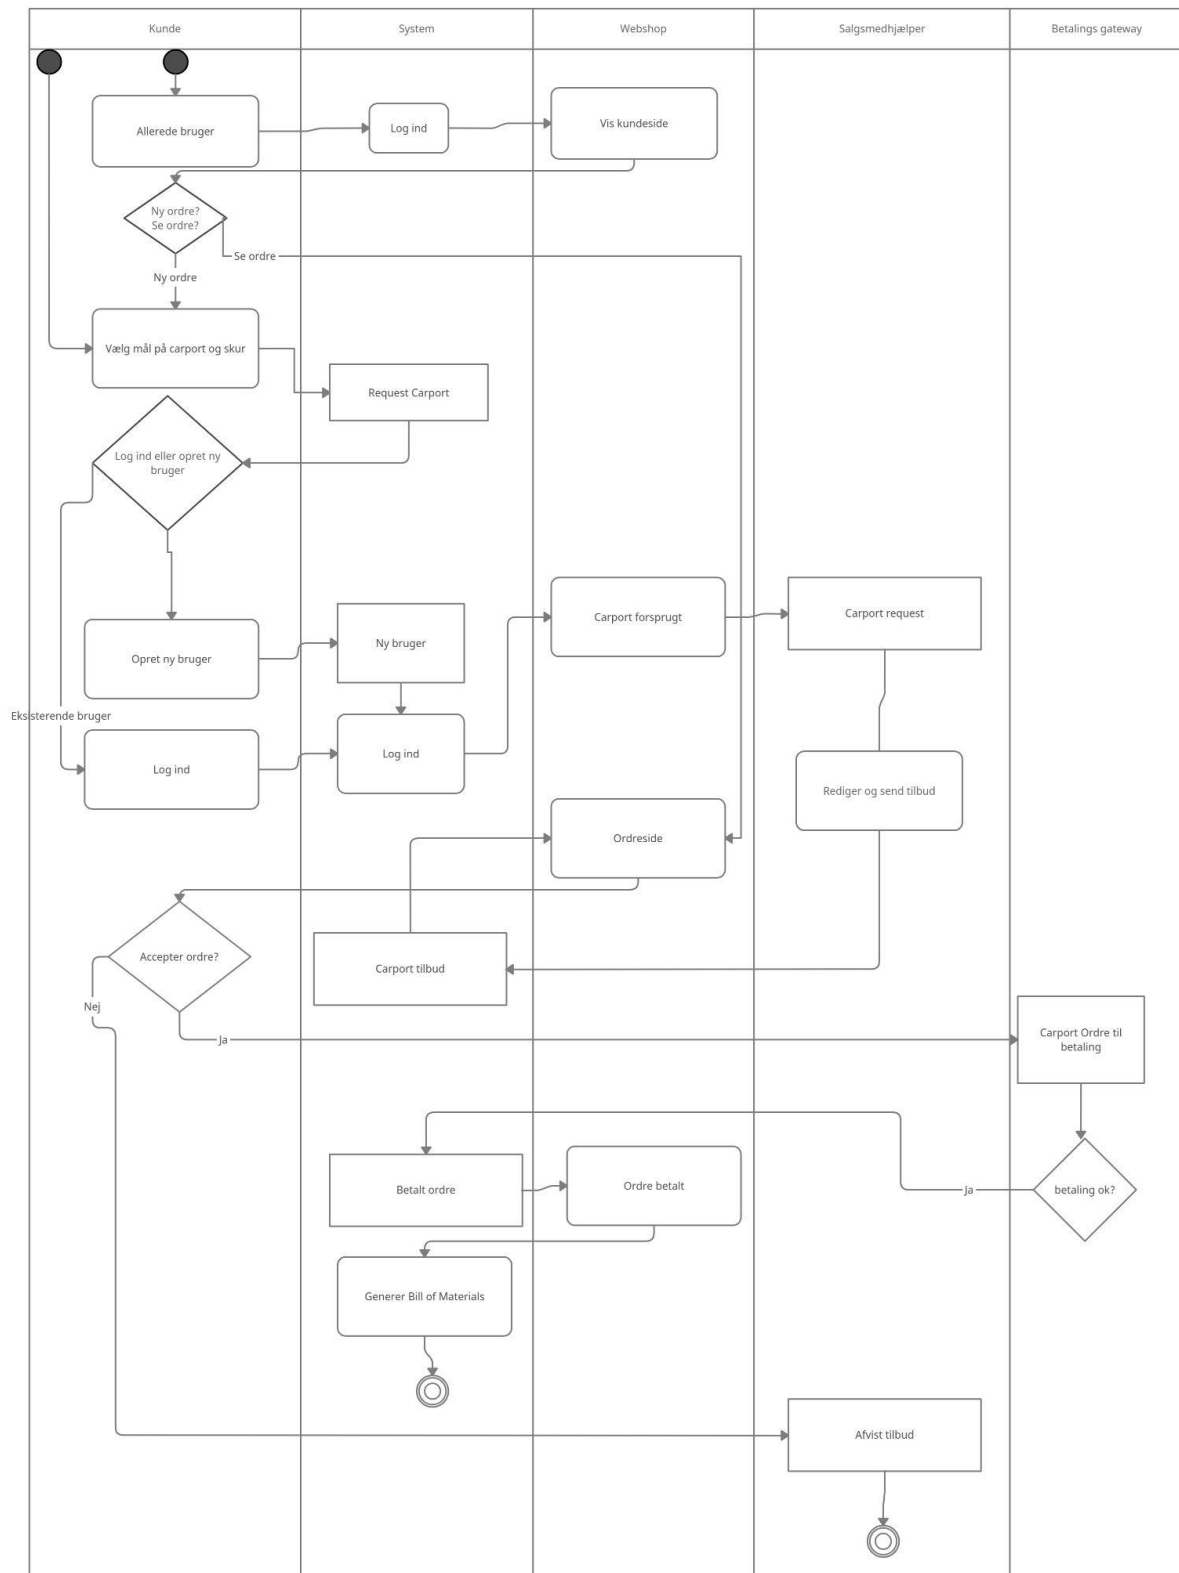 Kunde
System
Webshop
Salgsmedhjælper
Betalings gateway
Allerede bruger
Log ind
Vis kundeside
Ny ordre?
Se ordre?
Se ordre
Ny ordre
Vælg mål på carport og skur
Request Carport
Log ind eller opret ny
bruger
Carport forsprugt
Carport request
Ny bruger
Opret ny bruger
Eksisterende bruger
Log ind
Log ind
Rediger og send tilbud
Ordreside
Accepter ordre?
Carport tilbud
Nej
Ja
Carport Ordre til
betaling
Betalt ordre
Ordre betalt
Ja
betaling ok?
Generer Bill of Materials
Afvist tilbud